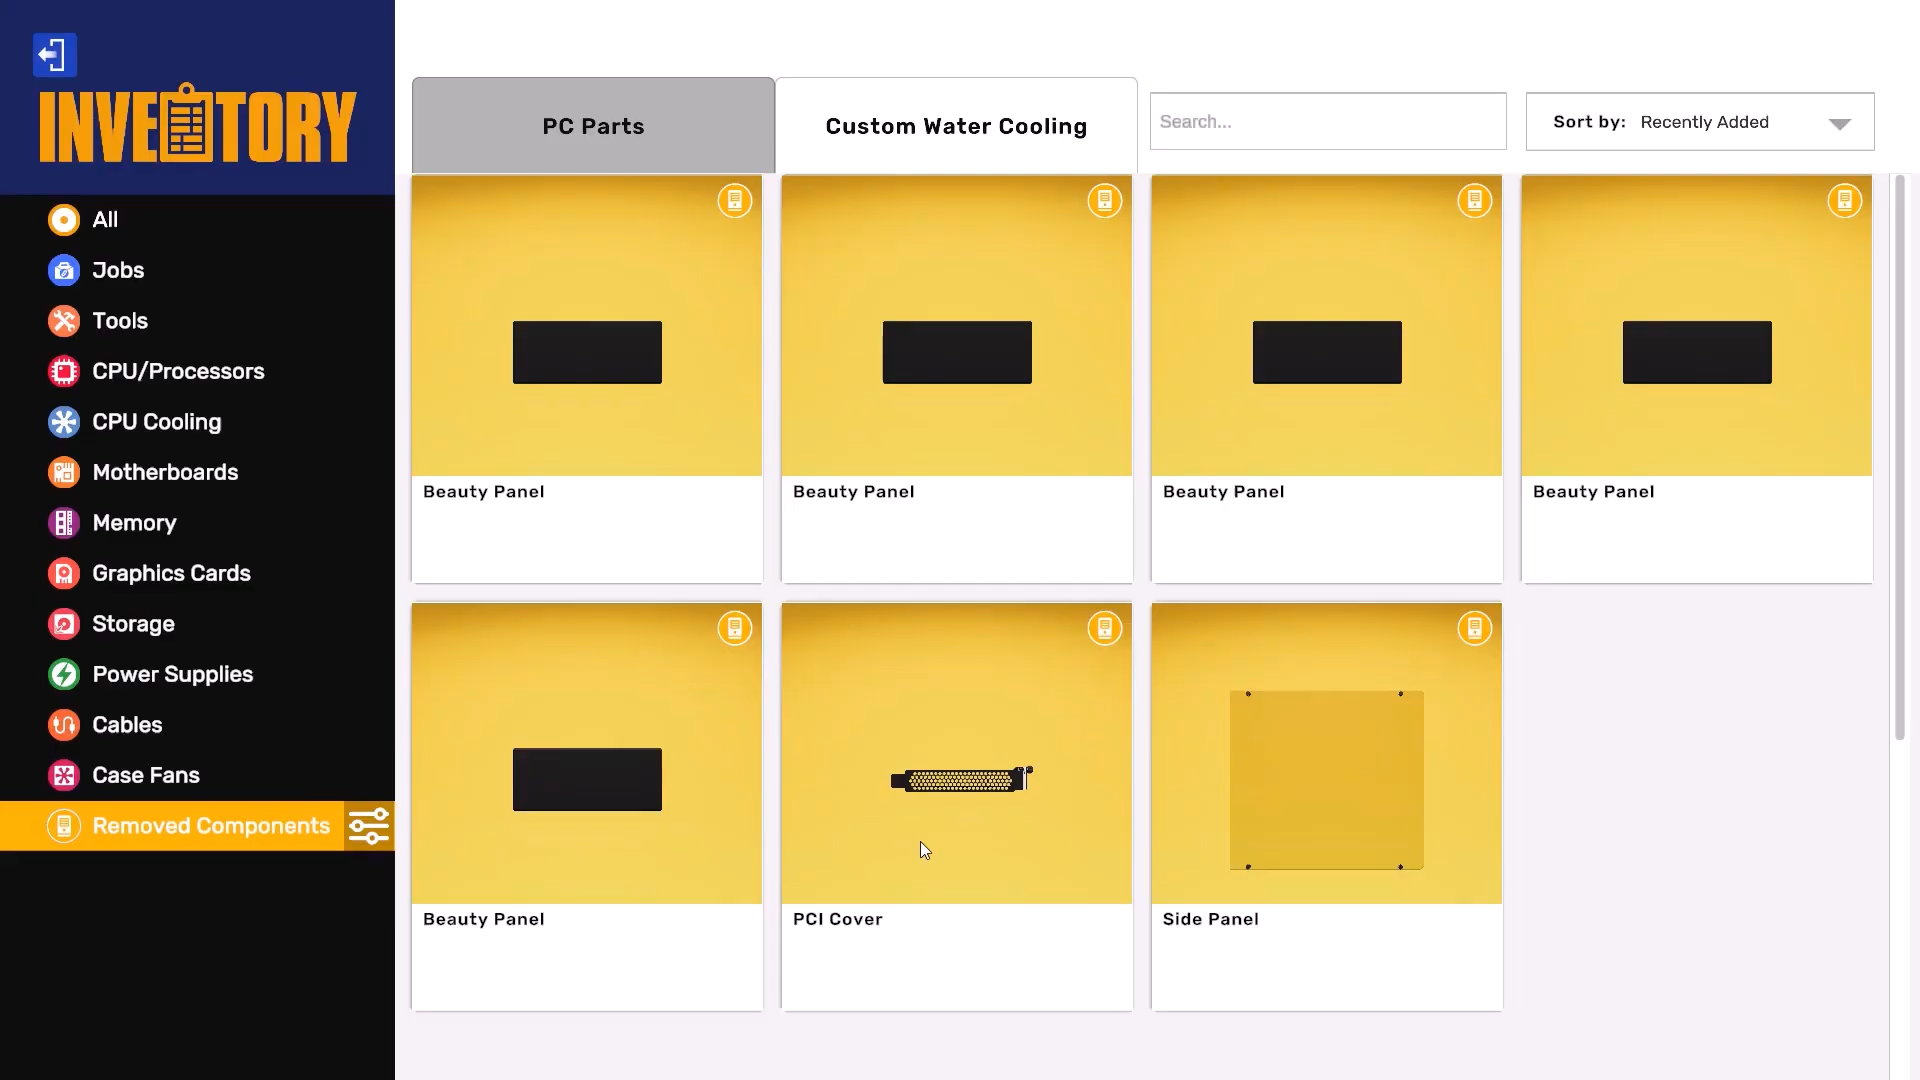 INVENTORY
All
Jobs
Tools
CPU/Processors
CPU Cooling
Motherboards
Memory
Graphics Cards
Storage
Power Supplies
Cables
Case Fans
Removed Components
PC Parts
Custom Water Cooling
Search...
Sort by: Recently Added
Beauty Panel
Beauty Panel
Beauty Panel
Beauty Panel
Beauty Panel
PCI Cover
Side Panel